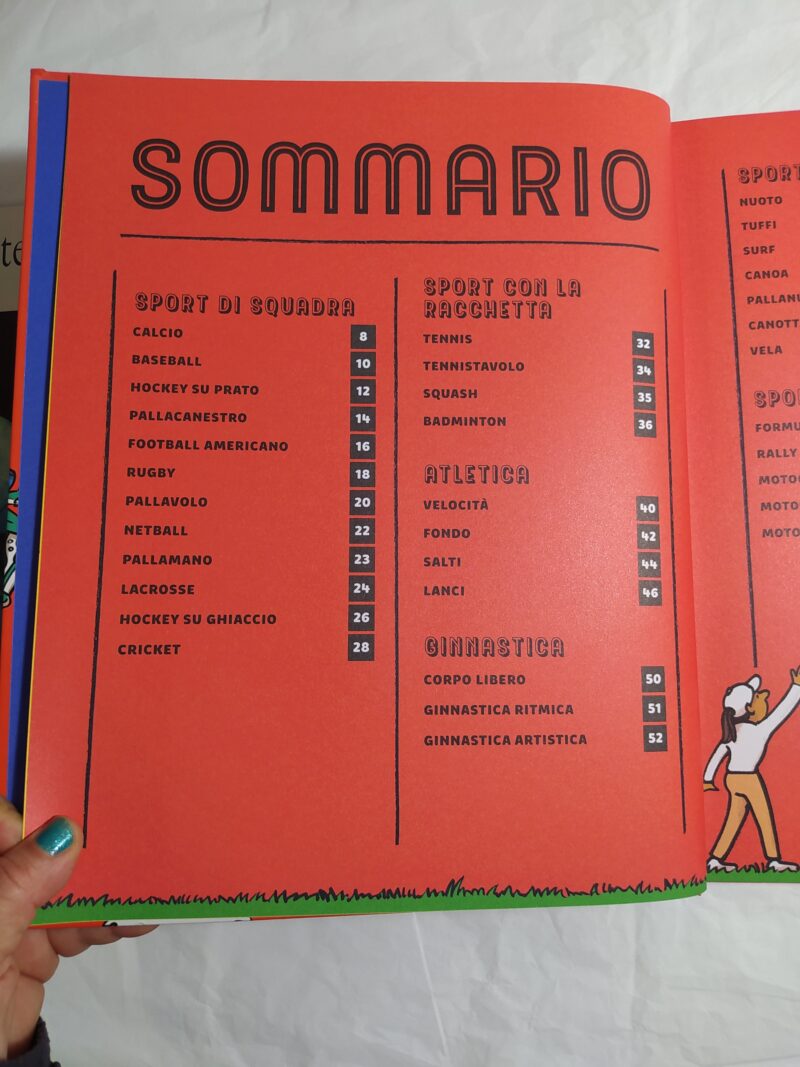 SOMMARIO
SPORT DI SQUADRA
CALCIO 8
BASEBALL 10
HOCKEY SU PRATO 12
PALLACANESTRO 14
FOOTBALL AMERICANO 16
RUGBY 18
PALLAVOLO 20
NETBALL 22
PALLAMANO 23
LACROSSE 24
HOCKEY SU GHIACCIO 26
CRICKET 28
SPORT CON LA
RACCHETTA
TENNIS 32
TENNISTAVOLO 34
SQUASH 35
BADMINTON 36
ATLETICA
VELOCITÀ 40
FONDO 42
SALTI 44
LANCI 46
GINNASTICA
CORPO LIBERO 50
GINNASTICA RITMICA 51
GINNASTICA ARTISTICA 52
SPORT
NUOTO
TUFFI
SURF
CANOA
VELA
RALLY